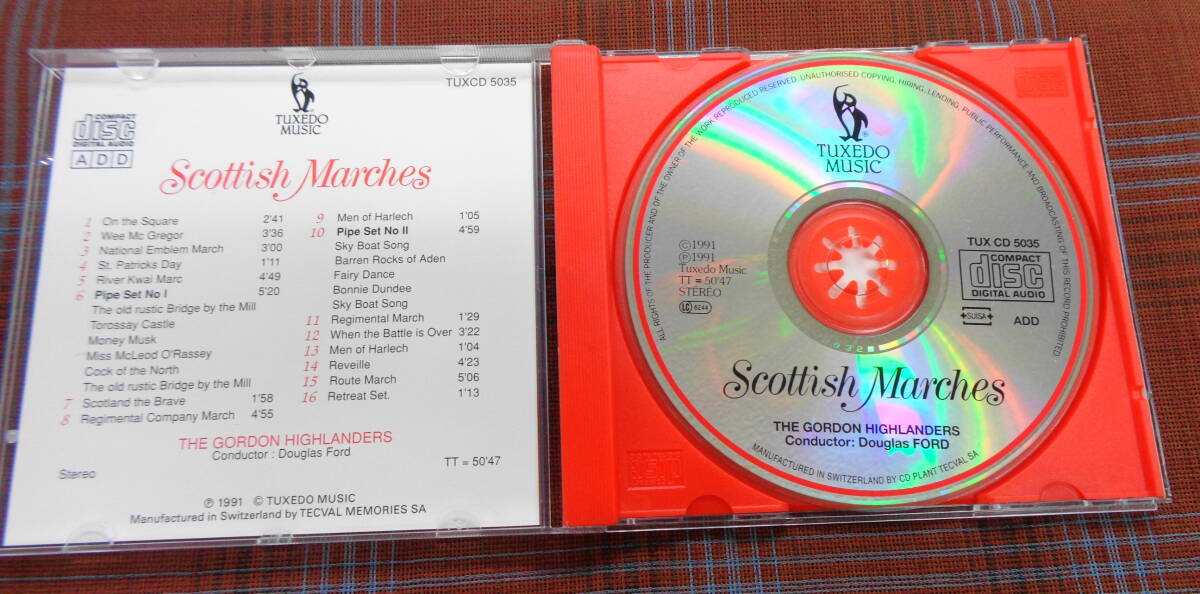 TUXCD 5035
TUXEDO
MUSIC
COMPACT
disc
DIGITAL AUDIO
ADD
Scottish Marches
1 On the Square 2'41
2 Wee Mc Gregor 3'36
3 National Emblem March 3'00
4 St. Patricks Day 1'11
5 River Kwai Marc 4'49
6 Pipe Set No I 5'20
The old rustic Bridge by the Mill
Torossay Castle
Money Musk
Miss McLeod O'Rassey
Cock of the North
The old rustic Bridge by the Mill
7 Scotland the Brave 1'58
8 Regimental Company March 4'55
9 Men of Harlech 1'05
10 Pipe Set No II 4'59
Sky Boat Song
Barren Rocks of Aden
Fairy Dance
Bonnie Dundee
Sky Boat Song
11 Regimental March 1'29
12 When the Battle is Over 3'22
13 Men of Harlech 1'04
14 Reveille 4'23
15 Route March 5'06
16 Retreat Set. 1'13
THE GORDON HIGHLANDERS
Conductor : Douglas Ford
Stereo
TT = 50'47
℗ 1991 © TUXEDO MUSIC
Manufactured in Switzerland by TECVAL MEMORIES SA
ALL RIGHTS OF THE PRODUCER AND OF THE OWNER OF THE WORK REPRODUCED RESERVED. UNAUTHORISED COPYING, HIRING, LENDING, PUBLIC PERFORMANCE AND BROADCASTING OF THIS RECORD PROHIBITED
TUXEDO
MUSIC
©1991
℗1991
Tuxedo Music
TT = 50'47
STEREO
LC 6244
TUX CD 5035
COMPACT
disc
DIGITAL AUDIO
SUISA
ADD
Scottish Marches
THE GORDON HIGHLANDERS
Conductor: Douglas FORD
MANUFACTURED IN SWITZERLAND BY CD PLANT TECVAL SA